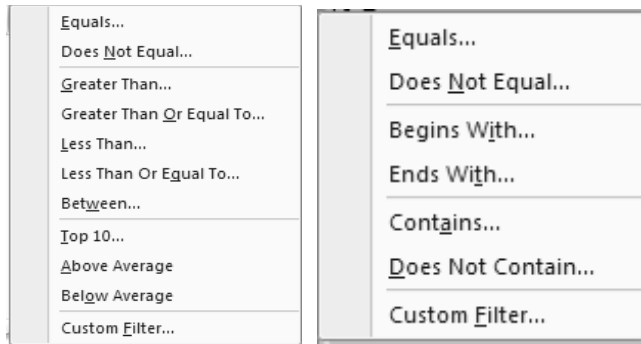 Equals...
Does Not Equal...
Greater Than...
Greater Than Or Equal To...
Less Than...
Less Than Or Equal To...
Between...
Top 10...
Above Average
Below Average
Custom Filter...
Equals...
Does Not Equal...
Begins With...
Ends With...
Contains...
Does Not Contain...
Custom Filter...